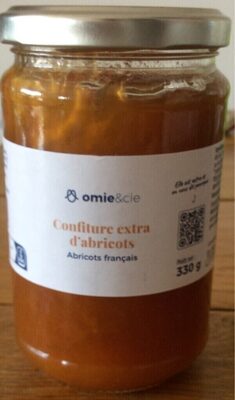 omie&cie
Confiture extra
d'abricots
Abricots français
330 g